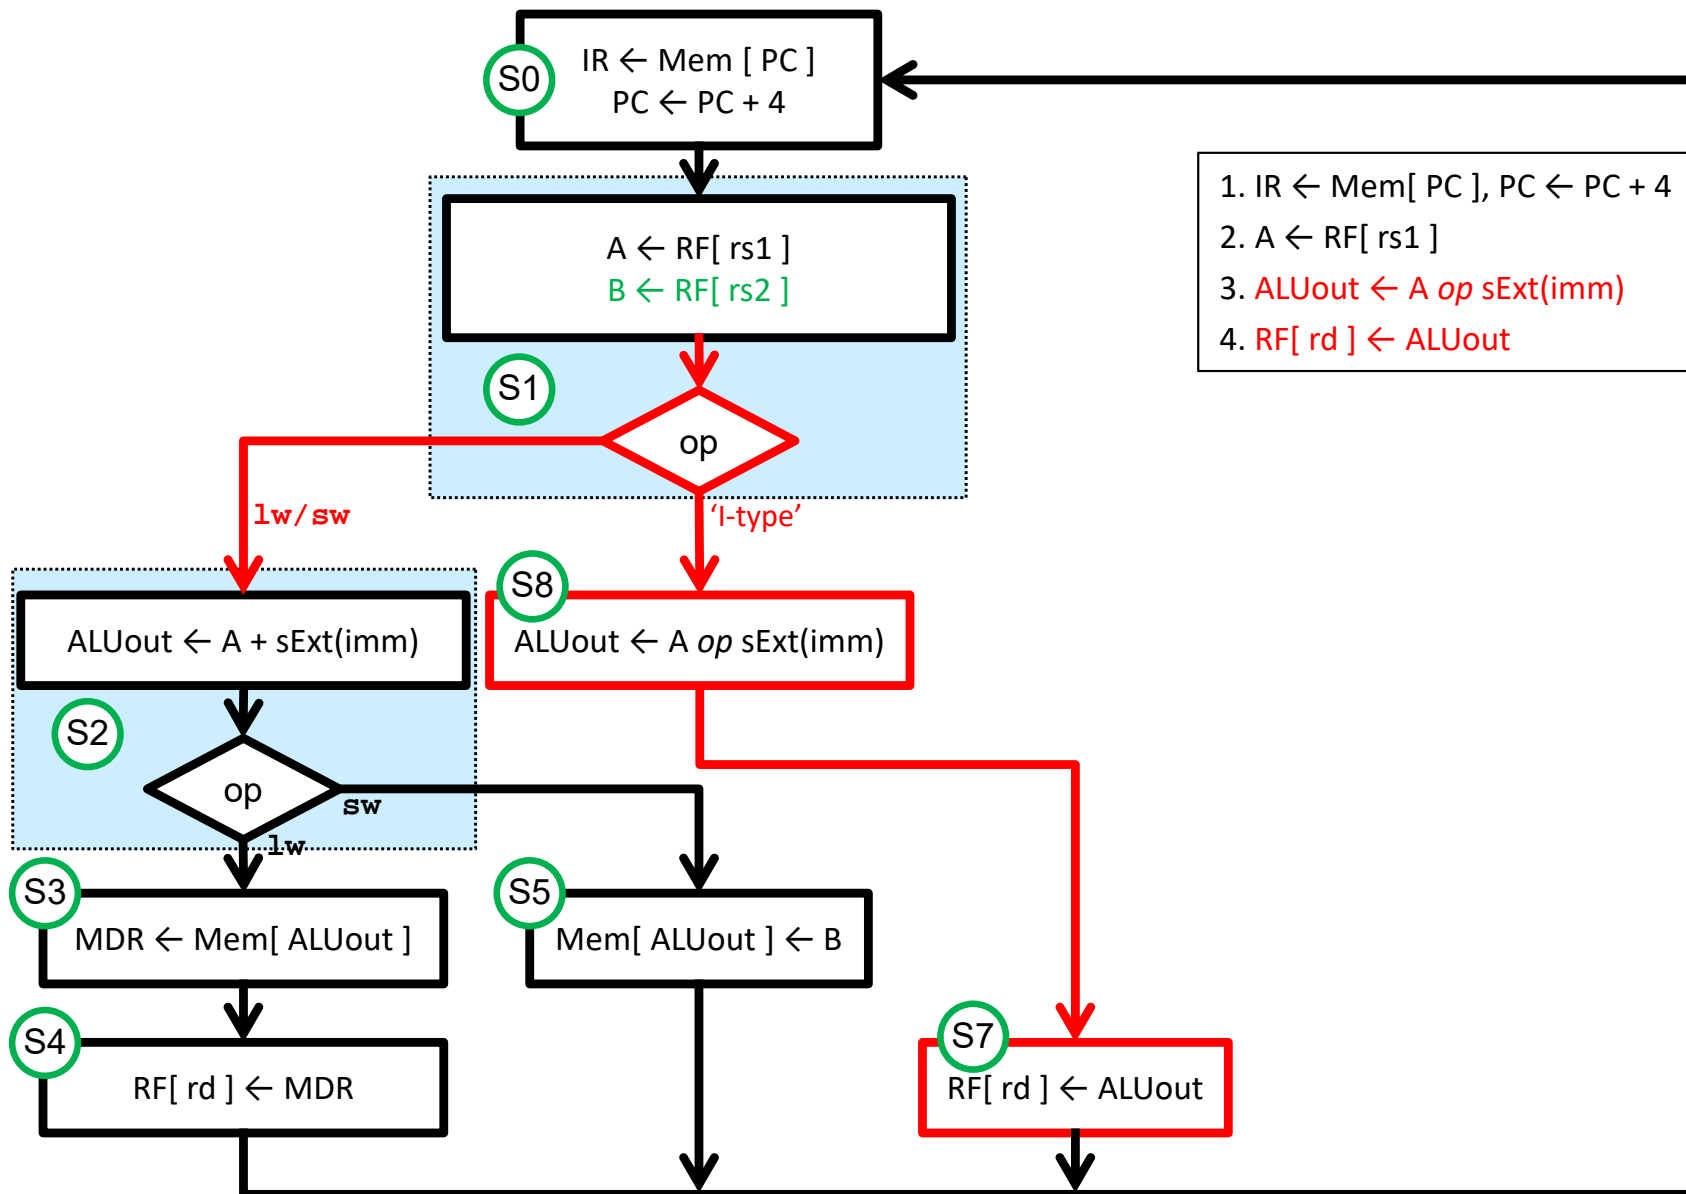 S0
IR ← Mem [ PC ]
PC ← PC + 4
1. IR ← Mem[ PC ], PC ← PC + 4
2. A ← RF[ rs1 ]
3. ALUout ← A op sExt(imm)
4. RF[ rd ] ← ALUout
A ← RF[ rs1 ]
B ← RF[ rs2 ]
S1
op
lw/sw
‘I-type’
S8
ALUout ← A + sExt(imm)
ALUout ← A op sExt(imm)
S2
op
sw
lw
S3
MDR ← Mem[ ALUout ]
S5
Mem[ ALUout ] ← B
S4
RF[ rd ] ← MDR
S7
RF[ rd ] ← ALUout